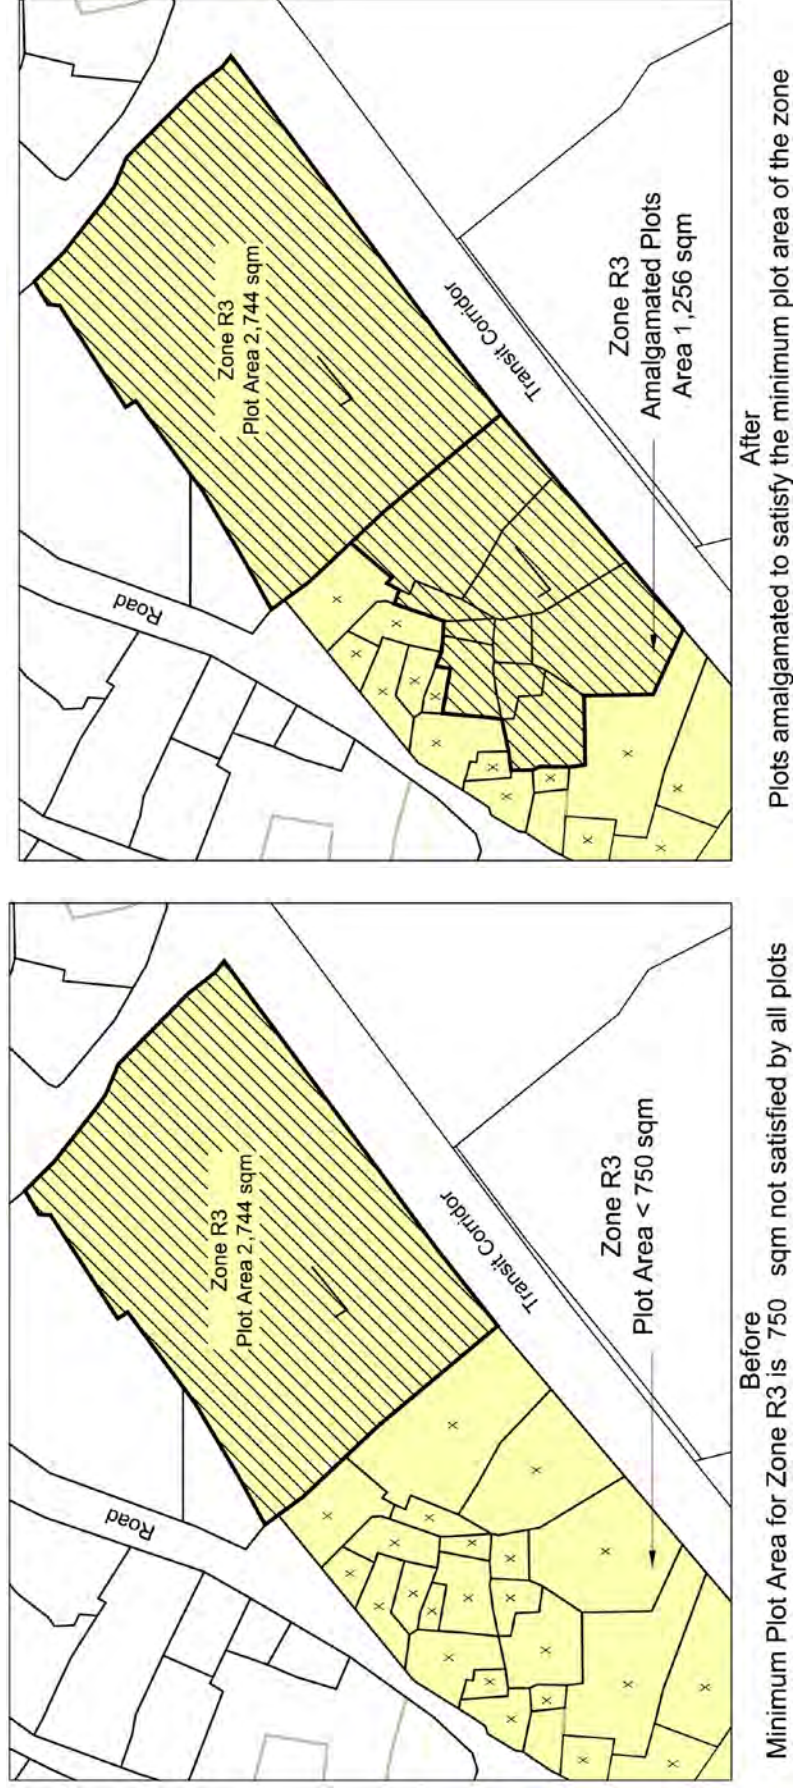 Road
Zone R3
Plot Area 2,744 sqm
Transit Corridor
Zone R3
Plot Area < 750 sqm
Before
Minimum Plot Area for Zone R3 is 750 sqm not satisfied by all plots
Road
Zone R3
Plot Area 2,744 sqm
Transit Corridor
Zone R3
Amalgamated Plots
Area 1,256 sqm
After
Plots amalgamated to satisfy the minimum plot area of the zone